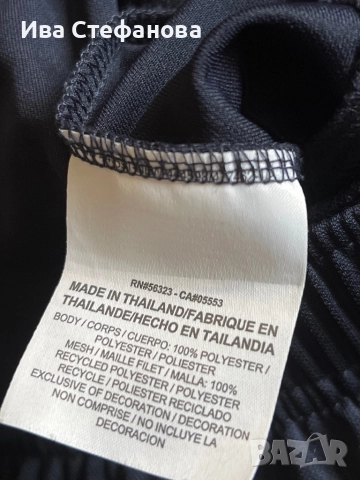 Ива Стефанова
RN#56323 - CA#05553
MADE IN THAILAND/FABRIQUE EN
THAILANDE/HECHO EN TAILANDIA
BODY / CORPS / CUERPO: 100% POLYESTER /
POLYESTER / POLIESTER
MESH / MAILLE FILET / MALLA: 100%
RECYCLED POLYESTER / POLYESTER
RECYCLE / POLIESTER RECICLADO
EXCLUSIVE OF DECORATION / DECORATION
NON COMPRISE / NO INCLUYE LA
DECORACION
BAZAR